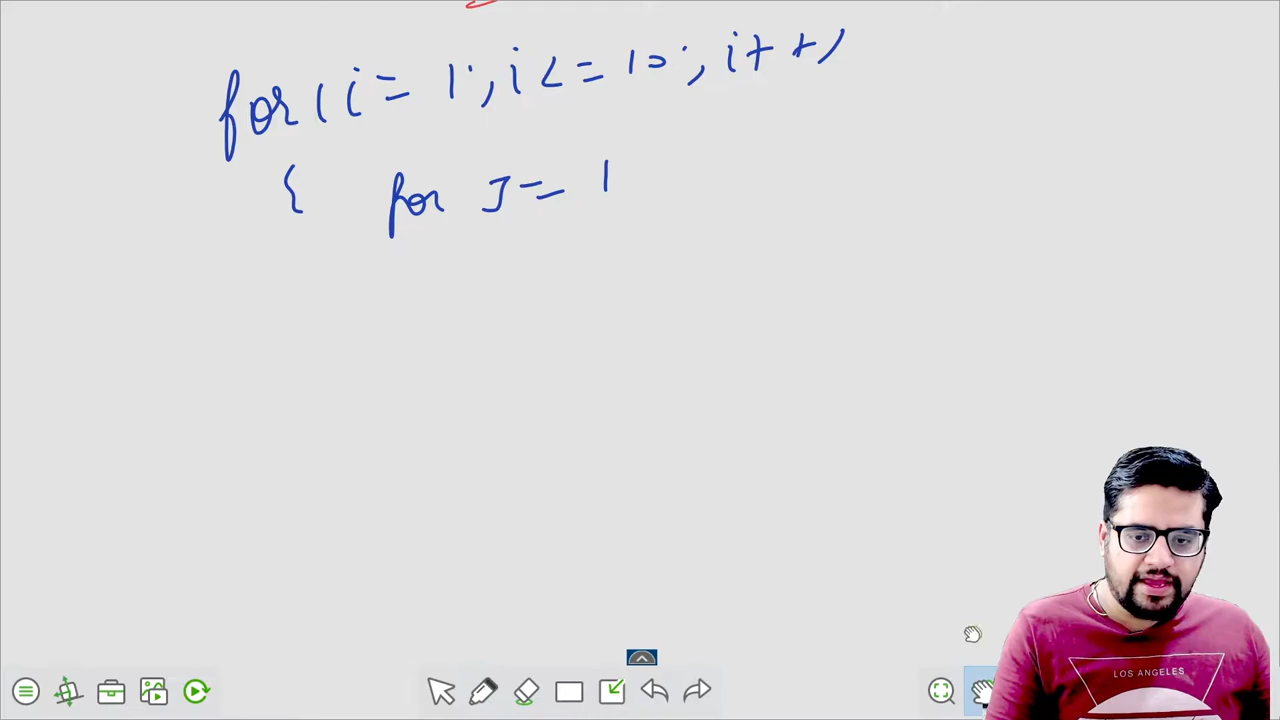 for(i = 1; i <= 10; i++)
{ for J = 1
LOS ANGELES